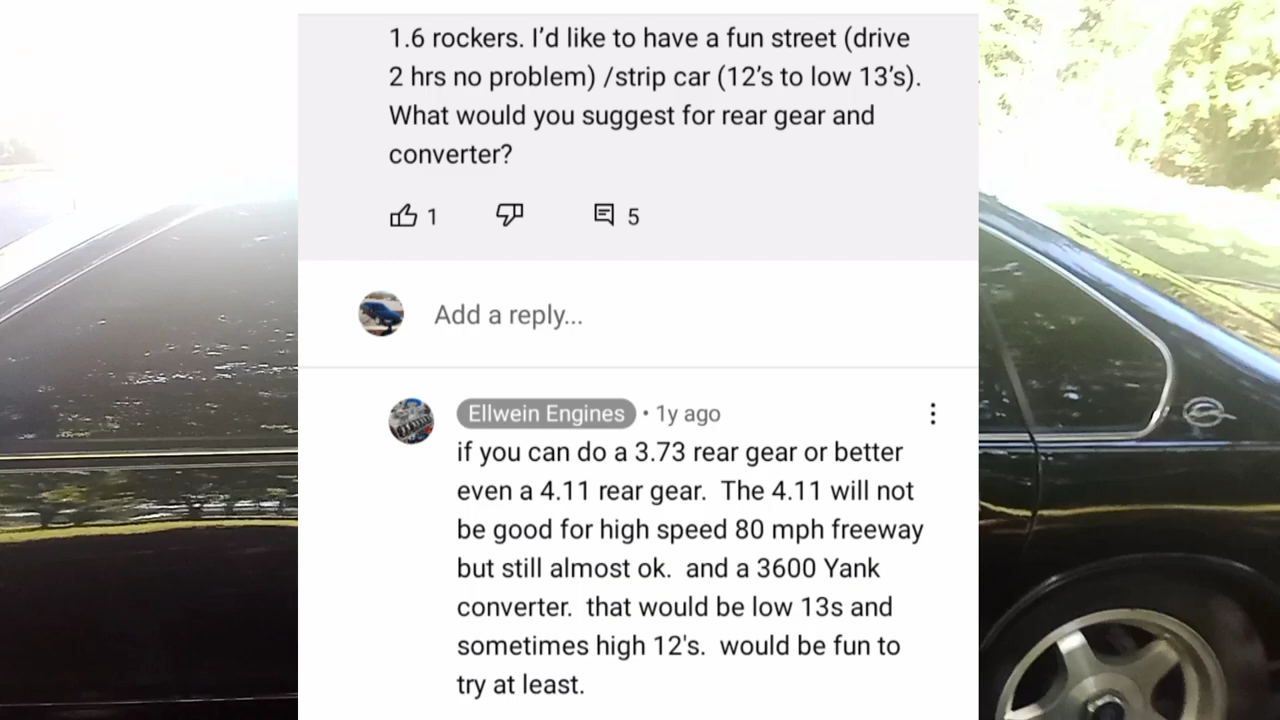 1.6 rockers. I’d like to have a fun street (drive
2 hrs no problem) /strip car (12’s to low 13’s).
What would you suggest for rear gear and
converter?
1
5
Add a reply...
Ellwein Engines • 1y ago
if you can do a 3.73 rear gear or better
even a 4.11 rear gear. The 4.11 will not
be good for high speed 80 mph freeway
but still almost ok. and a 3600 Yank
converter. that would be low 13s and
sometimes high 12's. would be fun to
try at least.